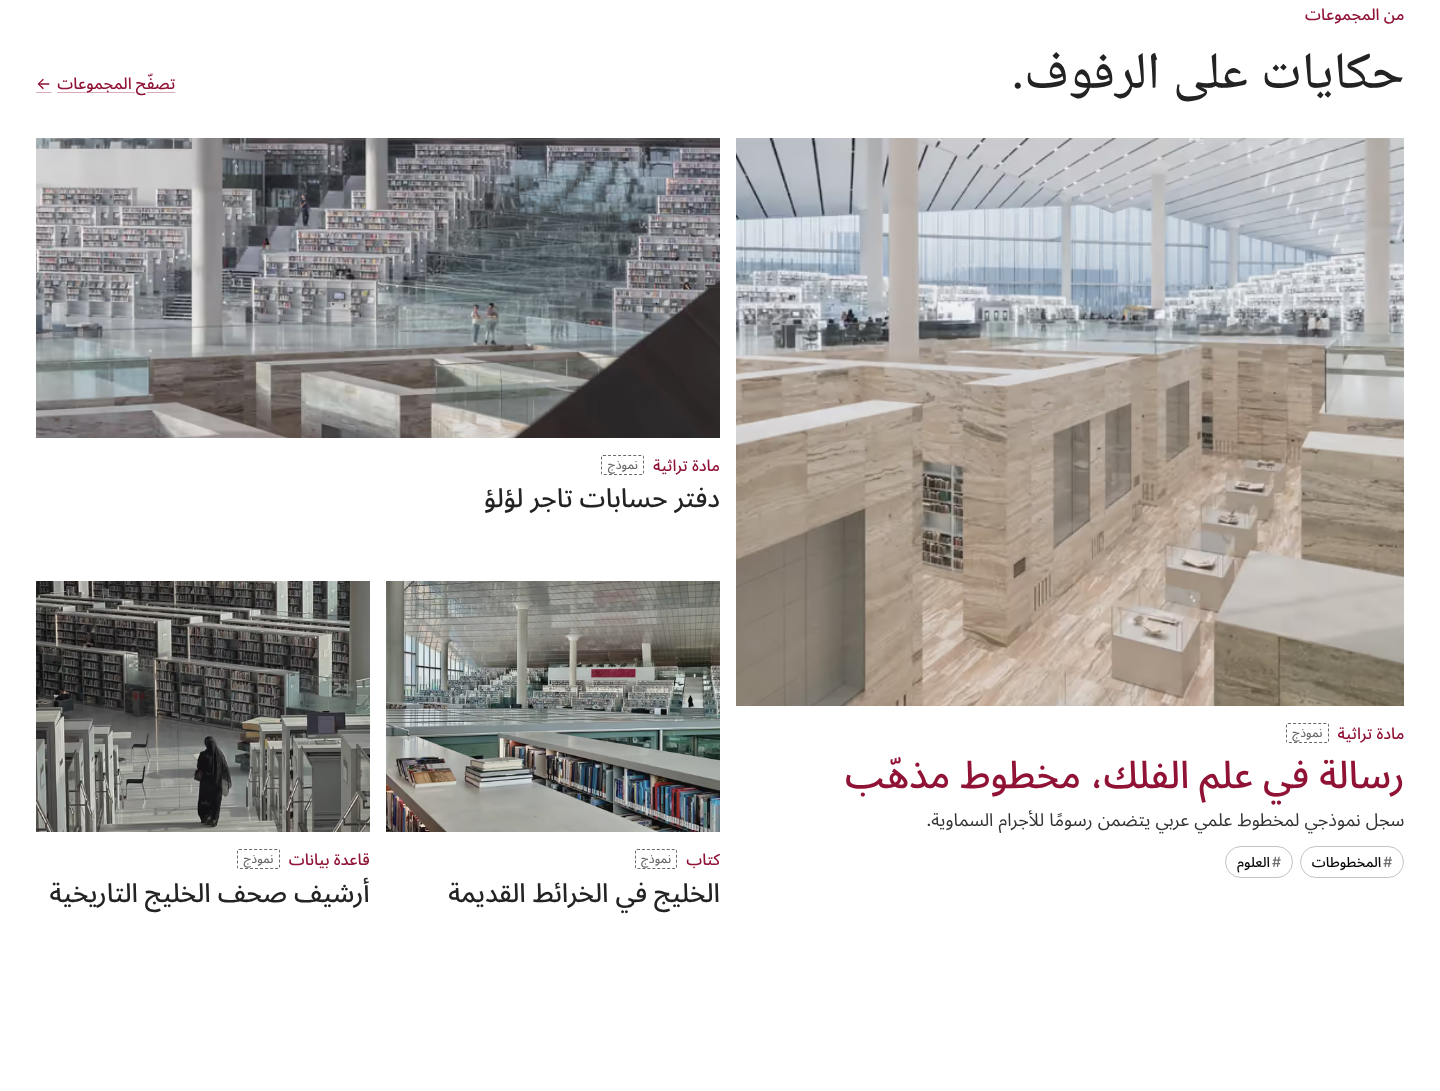 من المجموعات
حكايات على الرفوف.
تصفّح المجموعات ←
مادة تراثية نموذج
رسالة في علم الفلك، مخطوط مذهّب
سجل نموذجي لمخطوط علمي عربي يتضمن رسومًا للأجرام السماوية.
#المخطوطات #العلوم
مادة تراثية نموذج
دفتر حسابات تاجر لؤلؤ
كتاب نموذج
الخليج في الخرائط القديمة
قاعدة بيانات نموذج
أرشيف صحف الخليج التاريخية